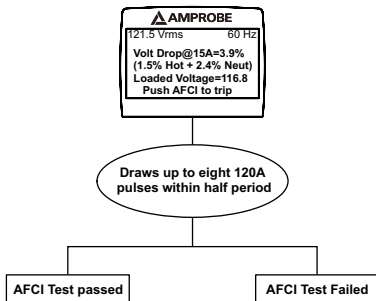 AMPROBE
121.5 Vrms 60 Hz
Volt Drop@15A=3.9%
(1.5% Hot + 2.4% Neut)
Loaded Voltage=116.8
Push AFCI to trip
Draws up to eight 120A
pulses within half period
AFCI Test passed AFCI Test Failed